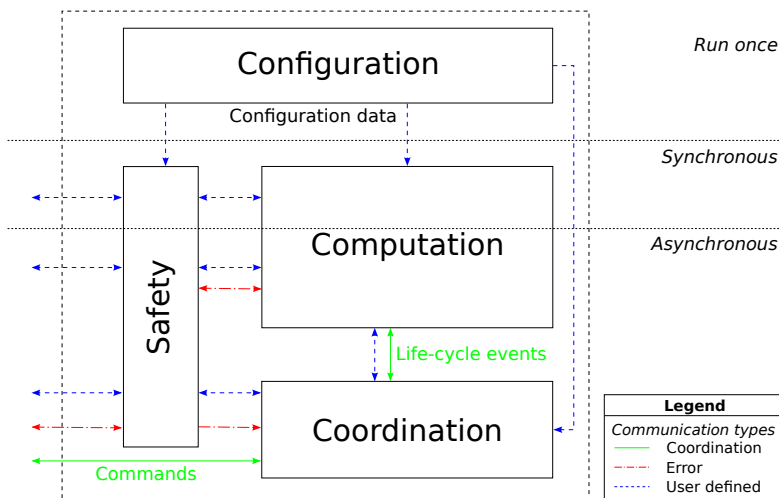 Configuration
Run once
Configuration data
Synchronous
Computation
Asynchronous
Safety
Life-cycle events
Coordination
Commands
Legend
Communication types
Coordination
Error
User defined